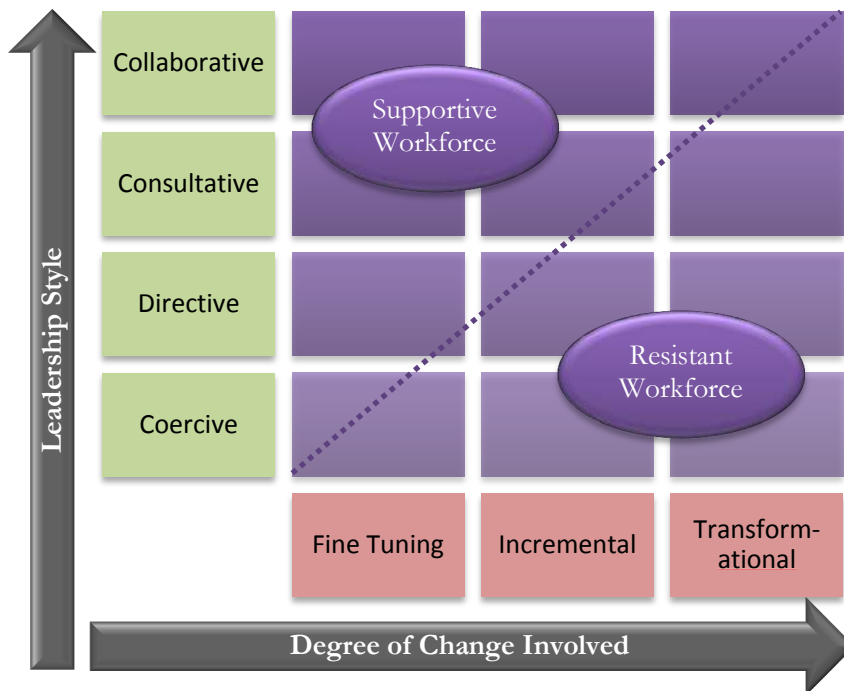 Collaborative
Supportive
Workforce
Consultative
Leadership Style
Directive
Resistant
Workforce
Coercive
Fine Tuning
Incremental
Transform-
ational
Degree of Change Involved